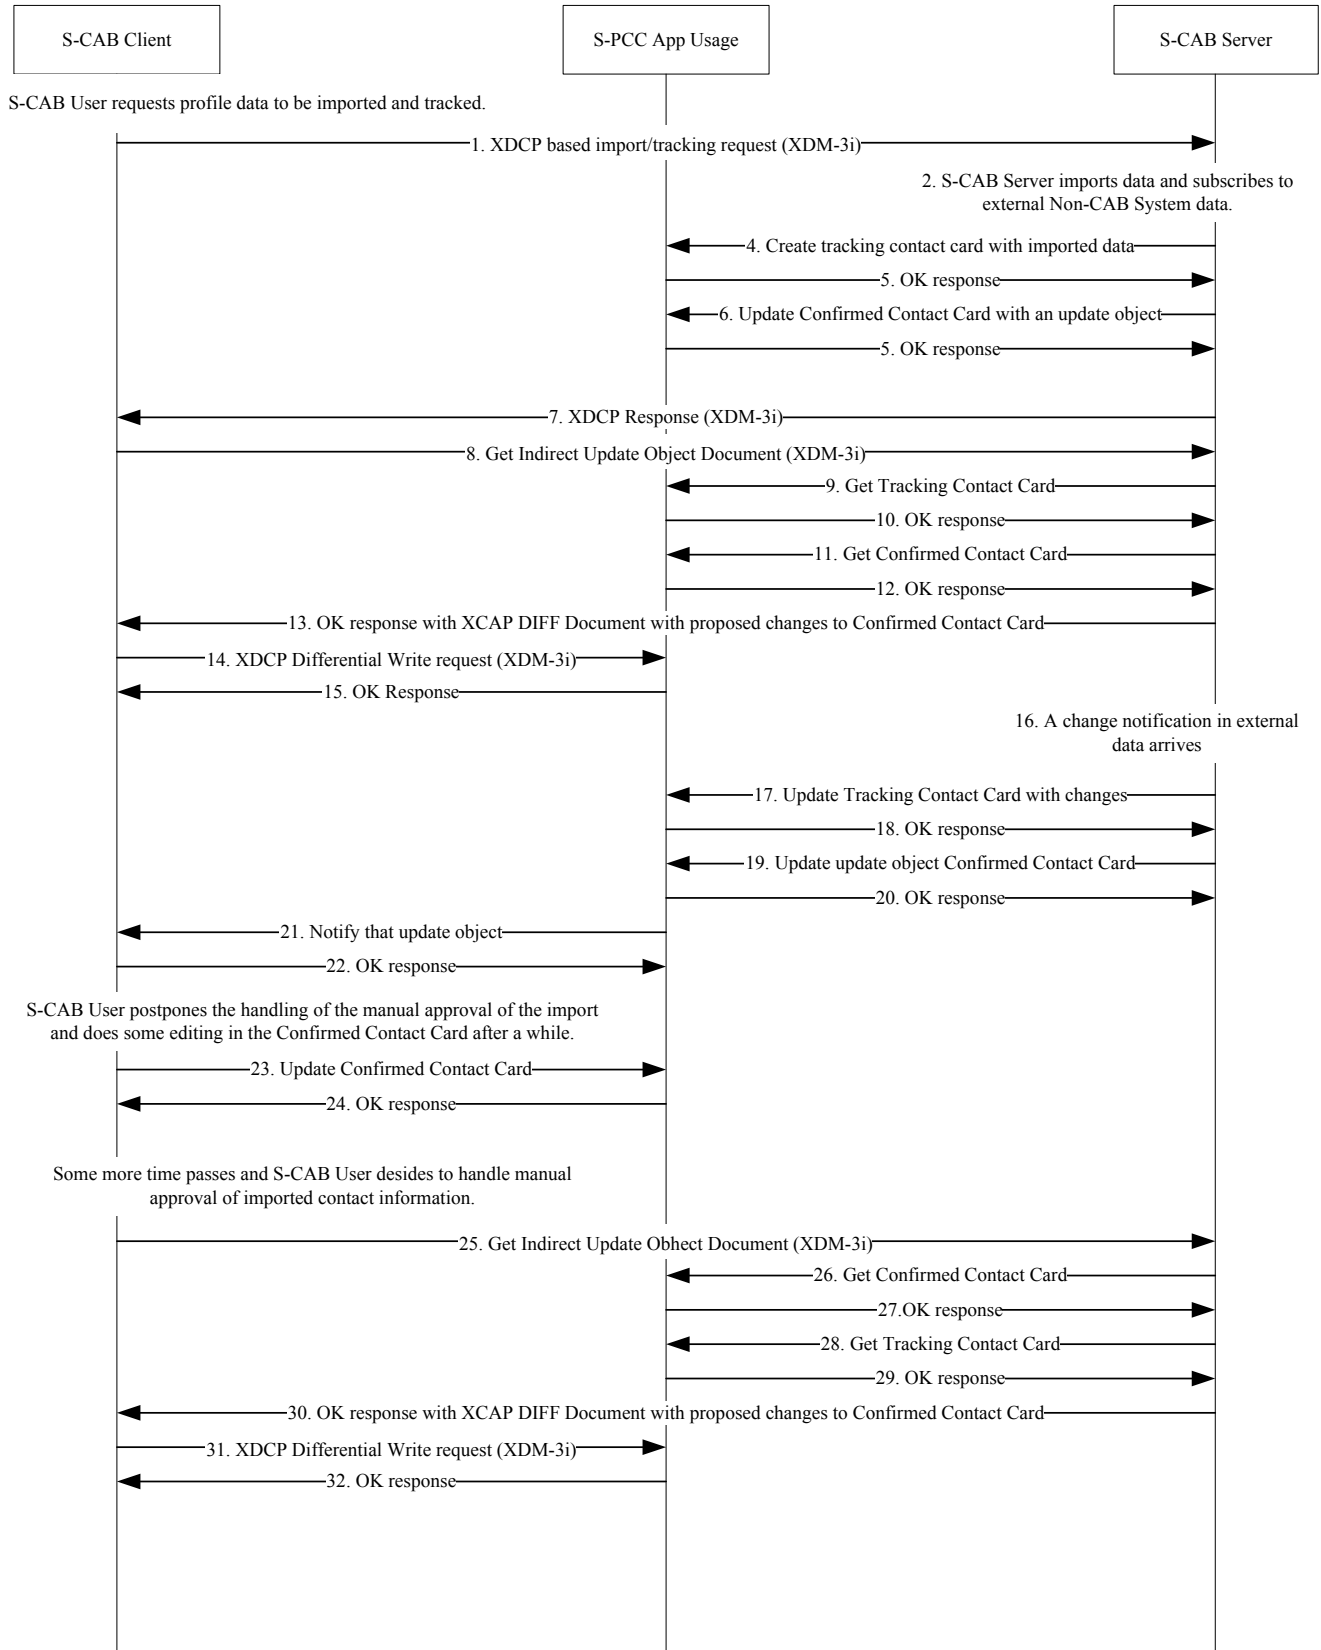 S-CAB Client
S-PCC App Usage
S-CAB Server
S-CAB User requests profile data to be imported and tracked.
1. XDCP based import/tracking request (XDM-3i)
2. S-CAB Server imports data and subscribes to
external Non-CAB System data.
4. Create tracking contact card with imported data
5. OK response
6. Update Confirmed Contact Card with an update object
5. OK response
7. XDCP Response (XDM-3i)
8. Get Indirect Update Object Document (XDM-3i)
9. Get Tracking Contact Card
10. OK response
11. Get Confirmed Contact Card
12. OK response
13. OK response with XCAP DIFF Document with proposed changes to Confirmed Contact Card
14. XDCP Differential Write request (XDM-3i)
15. OK Response
16. A change notification in external
data arrives
17. Update Tracking Contact Card with changes
18. OK response
19. Update update object Confirmed Contact Card
20. OK response
21. Notify that update object
22. OK response
S-CAB User postpones the handling of the manual approval of the import
and does some editing in the Confirmed Contact Card after a while.
23. Update Confirmed Contact Card
24. OK response
Some more time passes and S-CAB User desides to handle manual
approval of imported contact information.
25. Get Indirect Update Obhect Document (XDM-3i)
26. Get Confirmed Contact Card
27.OK response
28. Get Tracking Contact Card
29. OK response
30. OK response with XCAP DIFF Document with proposed changes to Confirmed Contact Card
31. XDCP Differential Write request (XDM-3i)
32. OK response